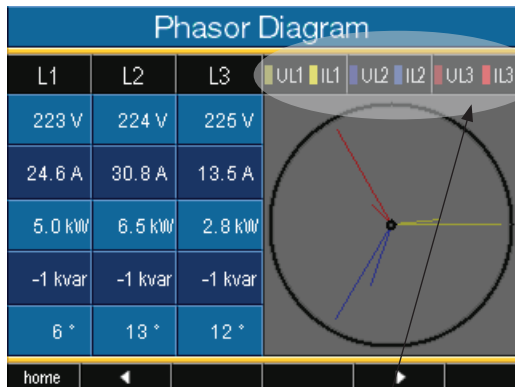 Phasor Diagram
L1 L2 L3 UL1 IL1 UL2 IL2 UL3 IL3
223 V 224 V 225 V
24.6 A 30.8 A 13.5 A
5.0 kW 6.5 kW 2.8 kW
-1 kvar -1 kvar -1 kvar
6 ° 13 ° 12 °
home